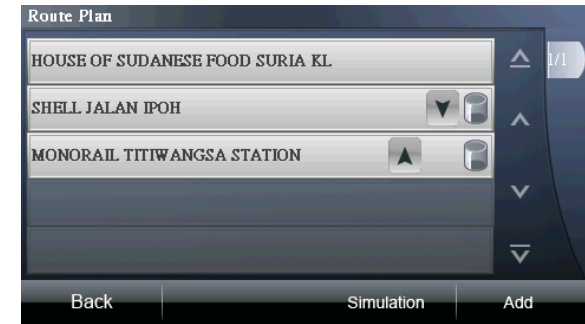 Route Plan
HOUSE OF SUDANESE FOOD SURIA KL
1/1
SHELL JALAN IPOH
MONORAIL TITIWANGSA STATION
Back Simulation Add